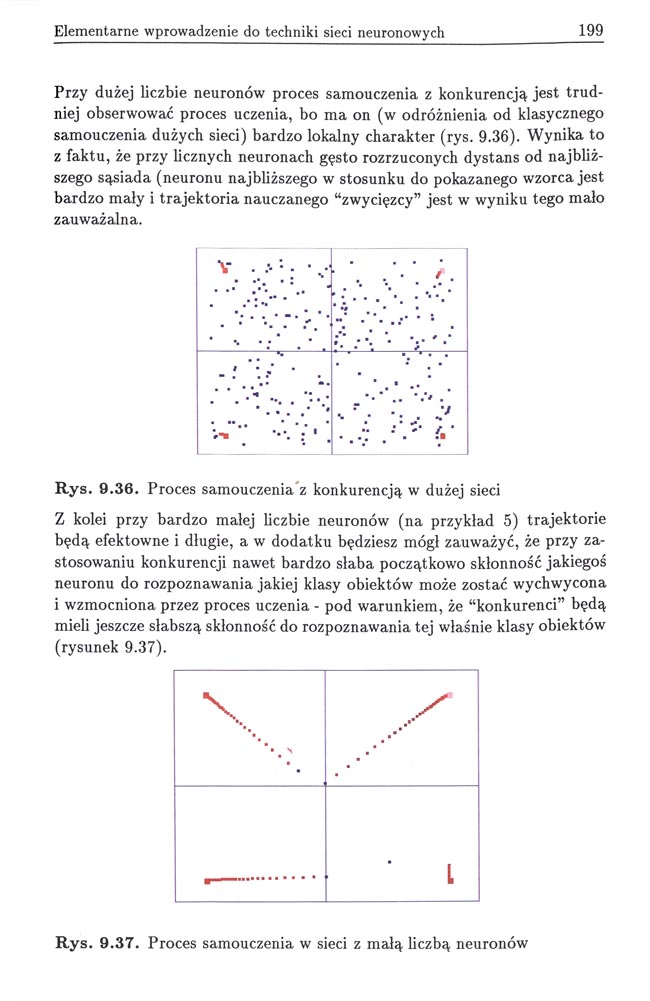 Elementarne wprowadzenie do techniki sieci neuronowych 199
Przy dużej liczbie neuronów proces samouczenia z konkurencją jest trud-
niej obserwować proces uczenia, bo ma on (w odróżnienia od klasycznego
samouczenia dużych sieci) bardzo lokalny charakter (rys. 9.36). Wynika to
z faktu, że przy licznych neuronach gęsto rozrzuconych dystans od najbliż-
szego sąsiada (neuronu najbliższego w stosunku do pokazanego wzorca jest
bardzo mały i trajektoria nauczanego “zwycięzcy” jest w wyniku tego mało
zauważalna.
Rys. 9.36. Proces samouczenia z konkurencją w dużej sieci
Z kolei przy bardzo małej liczbie neuronów (na przykład 5) trajektorie
będą efektowne i długie, a w dodatku będziesz mógł zauważyć, że przy za-
stosowaniu konkurencji nawet bardzo słaba początkowo skłonność jakiegoś
neuronu do rozpoznawania jakiej klasy obiektów może zostać wychwycona
i wzmocniona przez proces uczenia - pod warunkiem, że “konkurenci” będą
mieli jeszcze słabszą skłonność do rozpoznawania tej właśnie klasy obiektów
(rysunek 9.37).
Rys. 9.37. Proces samouczenia w sieci z małą liczbą neuronów